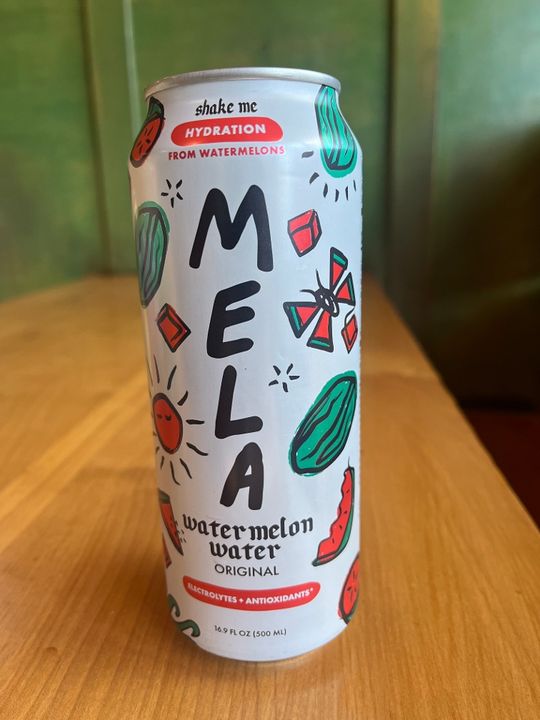 shake me
HYDRATION
FROM WATERMELONS
MELA
watermelon
water
ORIGINAL
ELECTROLYTES + ANTIOXIDANTS*
16.9 FL OZ (500 ML)